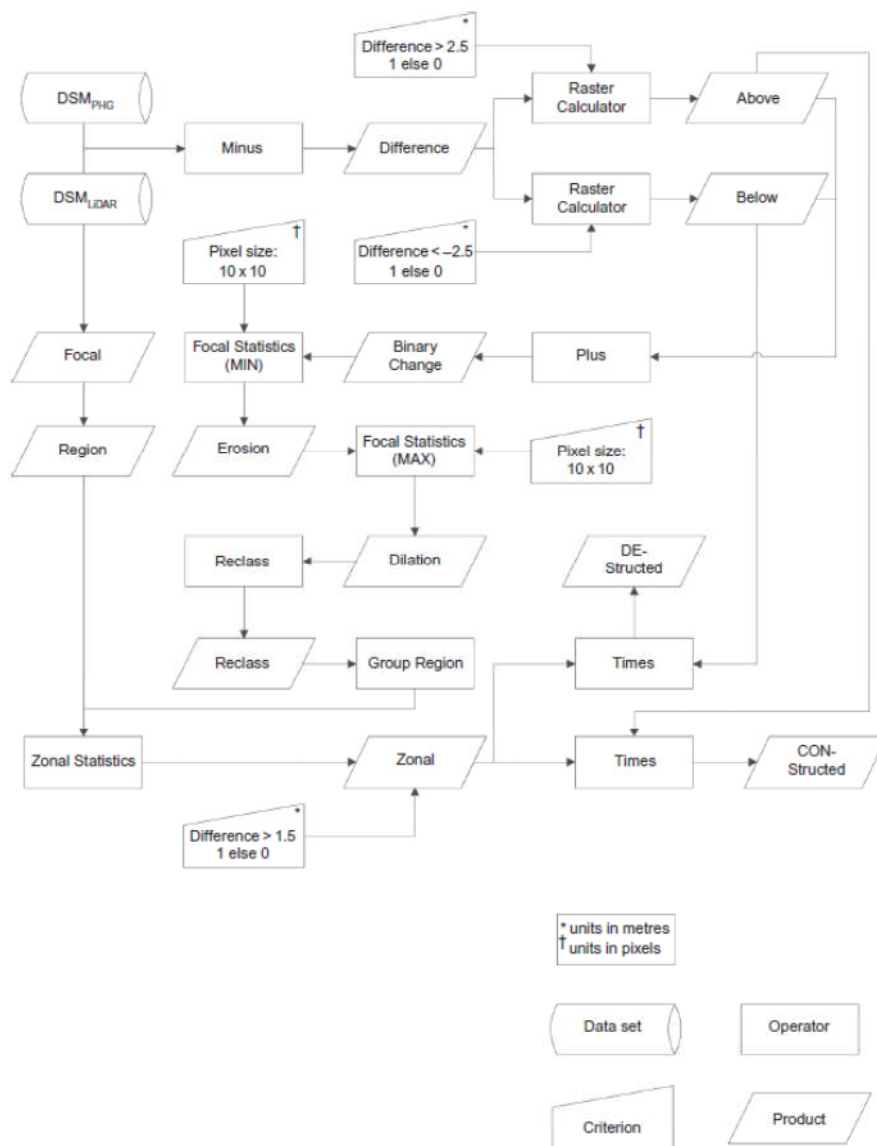 *
Difference > 2.5
1 else 0
DSMPHG
Raster
Calculator
Above
Minus
Difference
DSMLiDAR
Raster
Calculator
Below
†
Pixel size:
10 x 10
*
Difference < –2.5
1 else 0
Focal
Focal Statistics
(MIN)
Binary
Change
Plus
Region
Erosion
Focal Statistics
(MAX)
†
Pixel size:
10 x 10
Reclass
Dilation
DE-
Structed
Reclass
Group Region
Times
Zonal Statistics
Zonal
Times
CON-
Structed
*
Difference > 1.5
1 else 0
* units in metres
† units in pixels
Data set
Operator
Criterion
Product